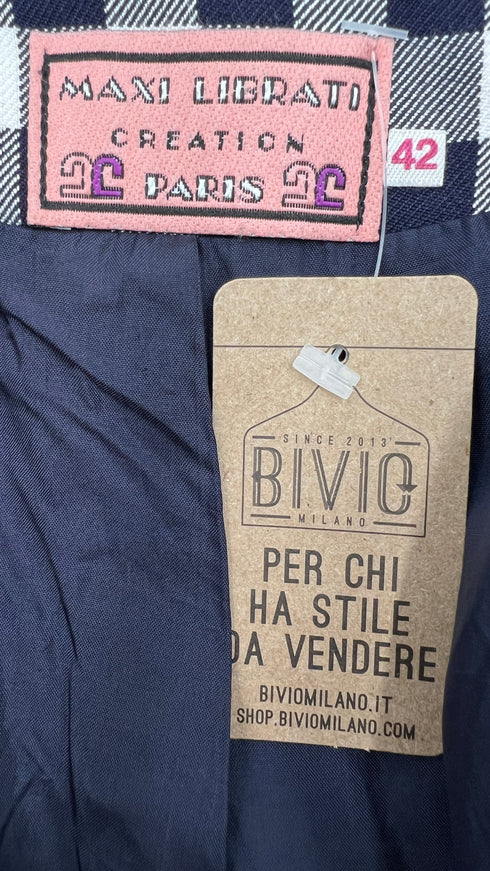 MAXI LIBRATI
CREATION
PARIS
42
SINCE 2013
BIVIO
MILANO
PER CHI
HA STILE
DA VENDERE
BIVIOMILANO.IT
SHOP.BIVIOMILANO.COM